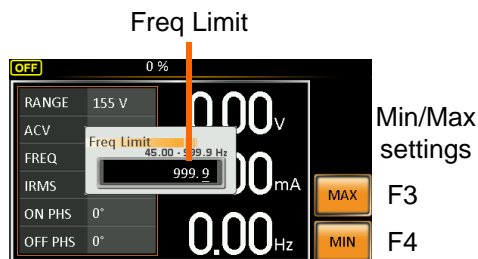 Freq Limit
OFF 0 %
RANGE 155 V
ACV
FREQ
IRMS
ON PHS 0°
OFF PHS 0°
Freq Limit
45.00 - 999.9 Hz
999.9
0.00V
mA
0.00Hz
MAX
MIN
Min/Max
settings
F3
F4